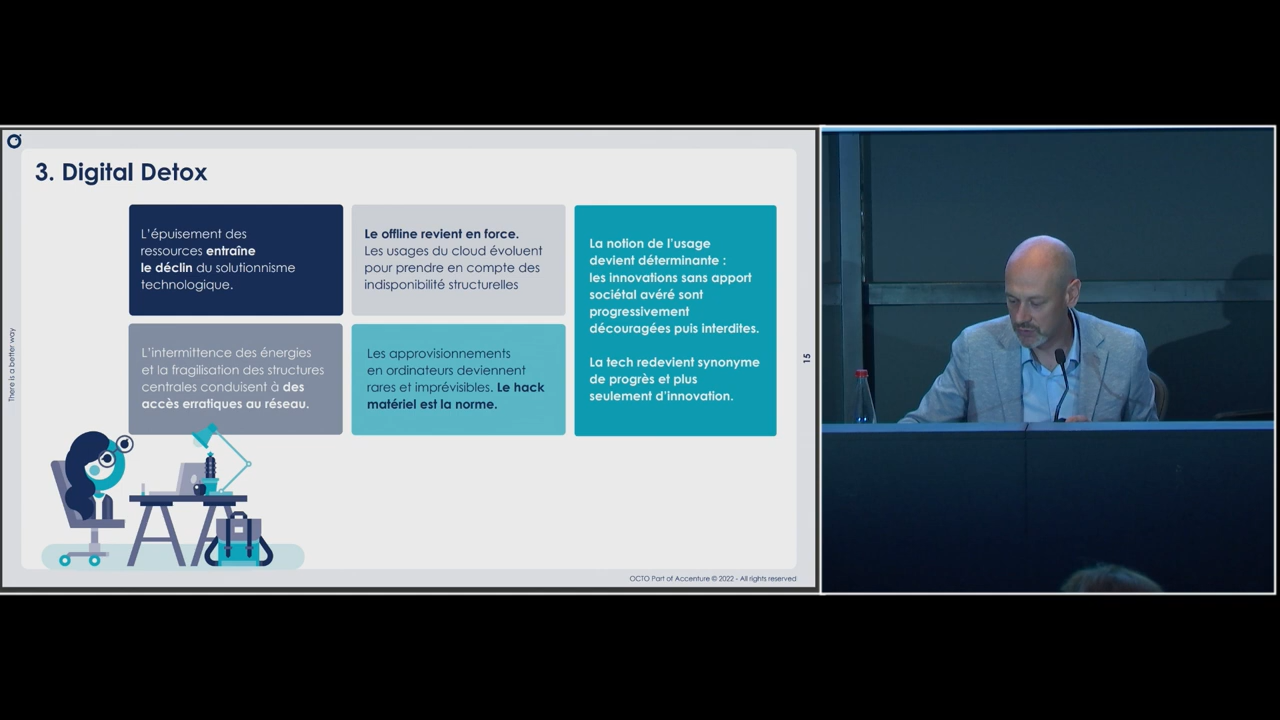 3. Digital Detox
L'épuisement des
ressources entraîne
le déclin du solutionnisme
technologique.
Le offline revient en force.
Les usages du cloud évoluent
pour prendre en compte des
indisponibilité structurelles
La notion de l'usage
devient déterminante :
les innovations sans apport
sociétal avéré sont
progressivement
découragées puis interdites.
La tech redevient synonyme
de progrès et plus
seulement d'innovation.
L'intermittence des énergies
et la fragilisation des structures
centrales conduisent à des
accès erratiques au réseau.
Les approvisionnements
en ordinateurs deviennent
rares et imprévisibles. Le hack
matériel est la norme.
There is a better way
15
OCTO Part of Accenture © 2022 - All rights reserved